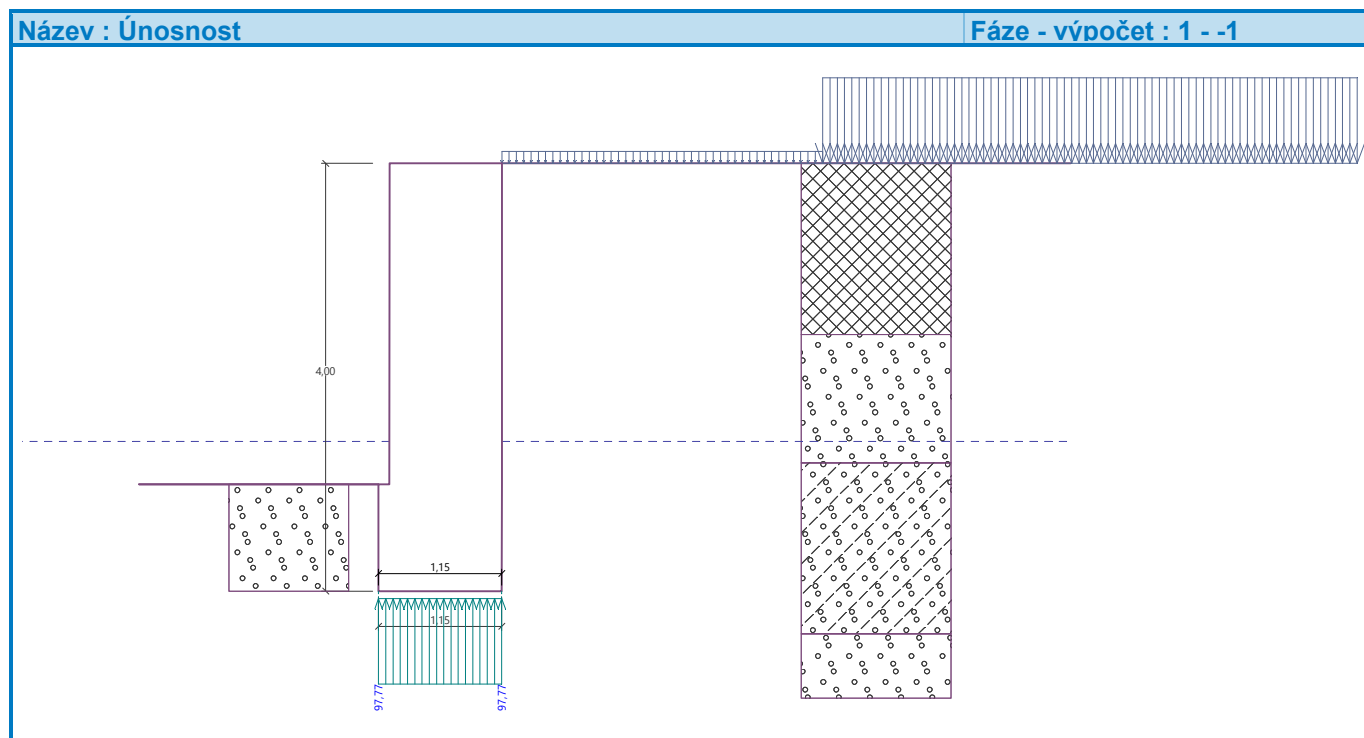 Název : Únosnost
Fáze - výpočet : 1 - -1
4,00
1,15
1,15
97,77
97,77